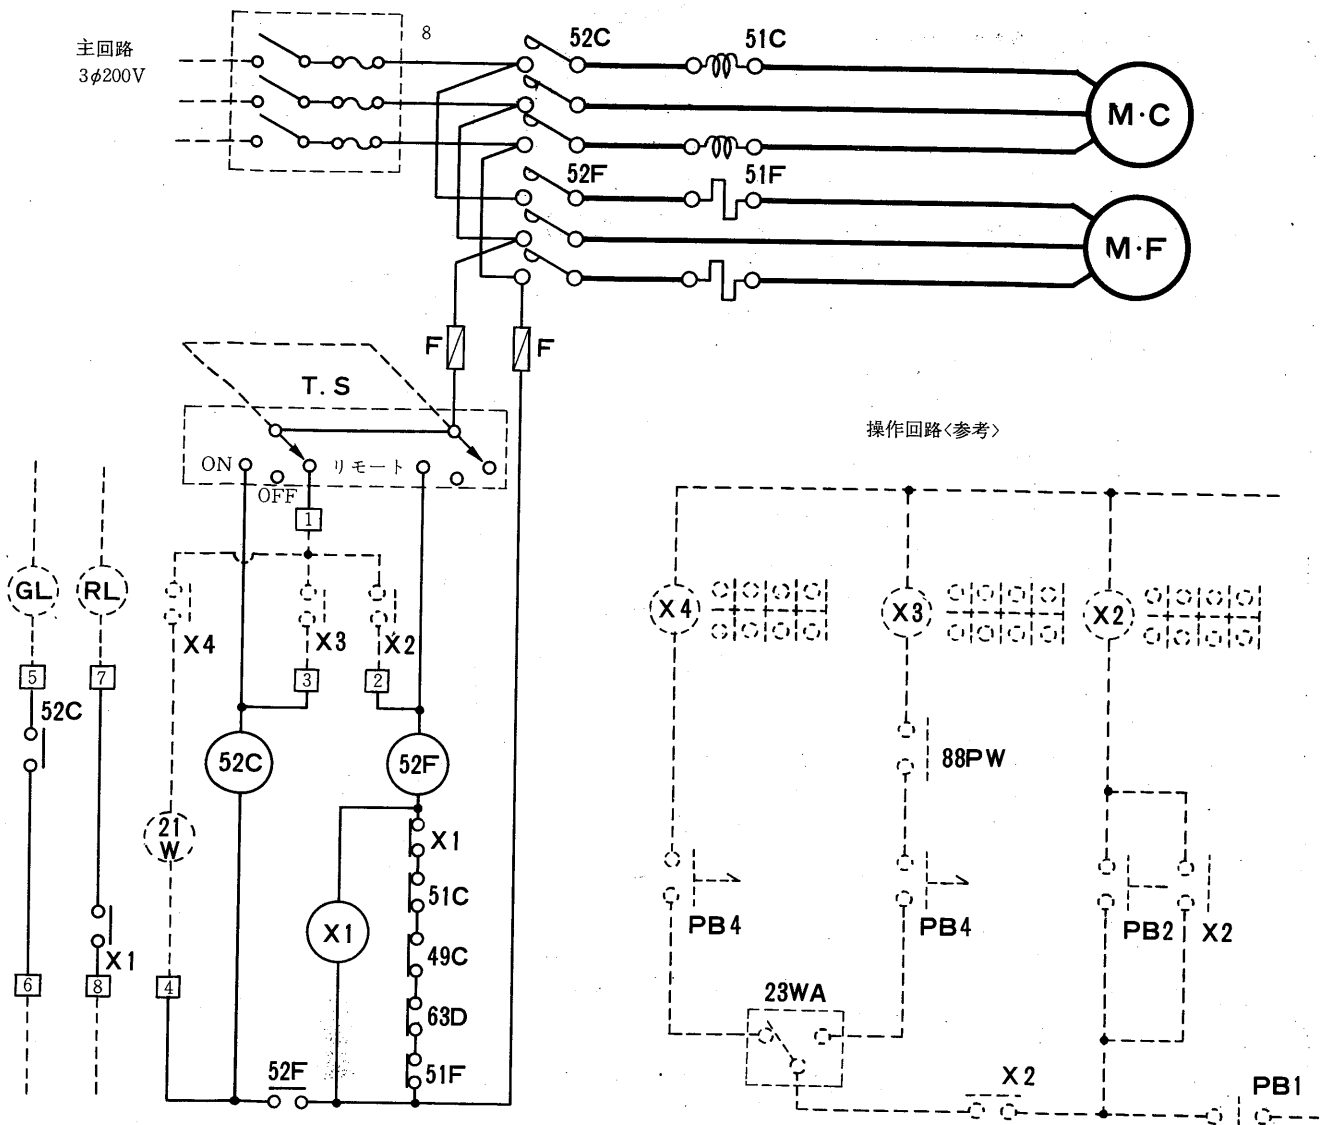 主回路
3φ200V
8
52C
51C
M・C
52F
51F
M・F
F
F
T.S
ON
OFF
リモート
操作回路〈参考〉
1
GL
RL
X4
X3
X2
X4
X3
X2
5
7
3
2
52C
52C
52F
88PW
21
W
X1
51C
X1
49C
63D
51F
PB4
PB4
PB2
X2
X1
6
8
4
52F
23WA
X2
PB1